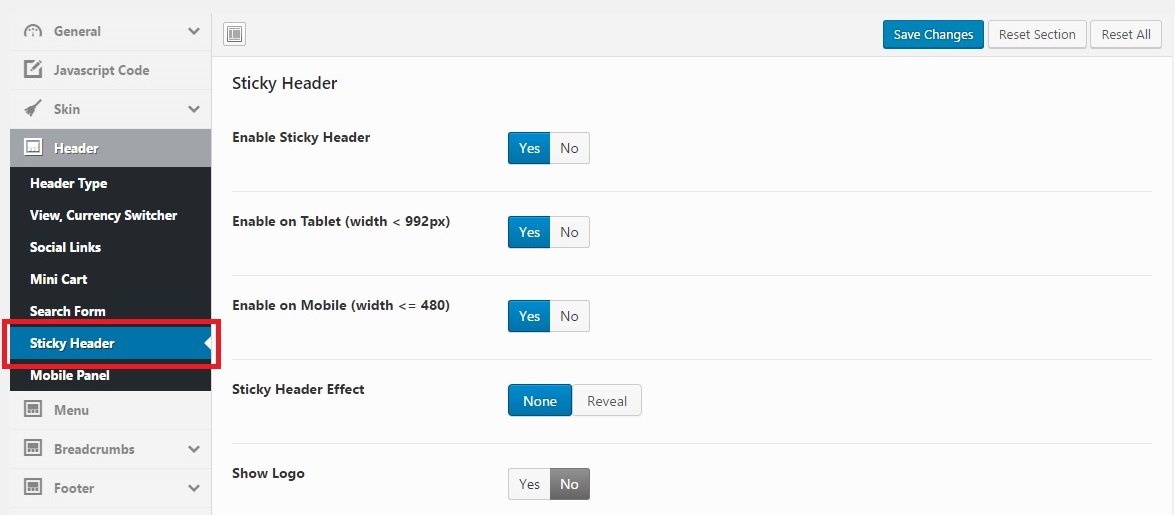 General
Javascript Code
Skin
Header
Header Type
View, Currency Switcher
Social Links
Mini Cart
Search Form
Sticky Header
Mobile Panel
Menu
Breadcrumbs
Footer
Save Changes Reset Section Reset All
Sticky Header
Enable Sticky Header Yes No
Enable on Tablet (width < 992px) Yes No
Enable on Mobile (width <= 480) Yes No
Sticky Header Effect None Reveal
Show Logo Yes No